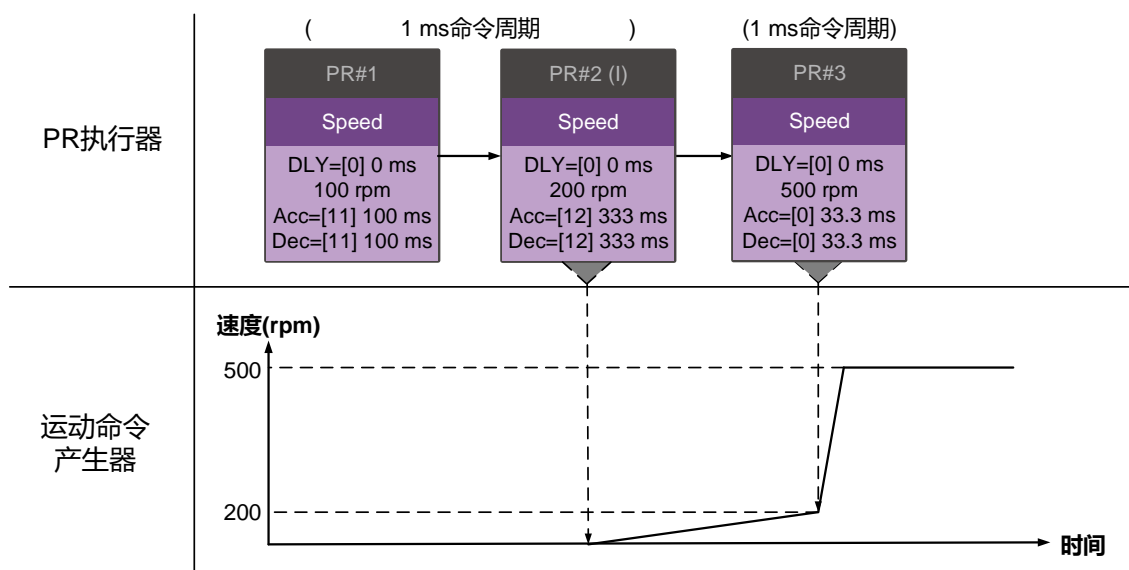 ( 1 ms命令周期 ) (1 ms命令周期)
PR执行器
PR#1
Speed
DLY=[0] 0 ms
100 rpm
Acc=[11] 100 ms
Dec=[11] 100 ms
PR#2 (I)
Speed
DLY=[0] 0 ms
200 rpm
Acc=[12] 333 ms
Dec=[12] 333 ms
PR#3
Speed
DLY=[0] 0 ms
500 rpm
Acc=[0] 33.3 ms
Dec=[0] 33.3 ms
运动命令
产生器
速度(rpm)
500
200
时间